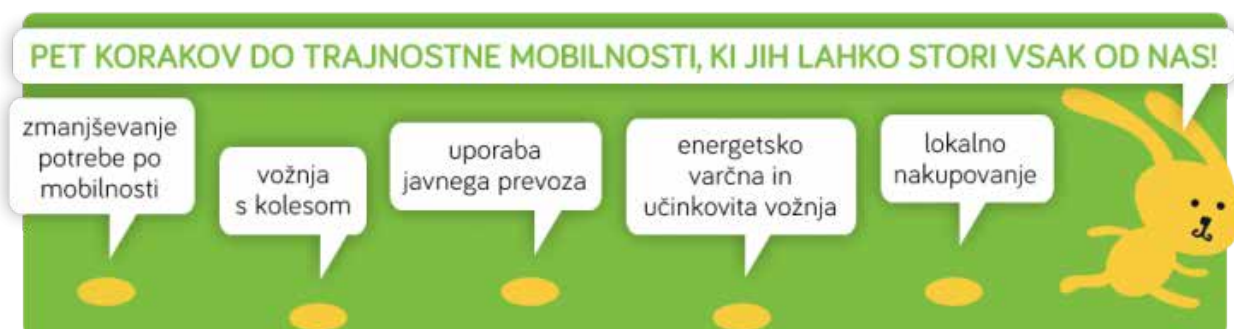 PET KORAKOV DO TRAJNOSTNE MOBILNOSTI, KI JIH LAHKO STORI VSAK OD NAS!
zmanjševanje
potrebe po
mobilnosti
vožnja
s kolesom
uporaba
javnega prevoza
energetsko
varčna in
učinkovita vožnja
lokalno
nakupovanje